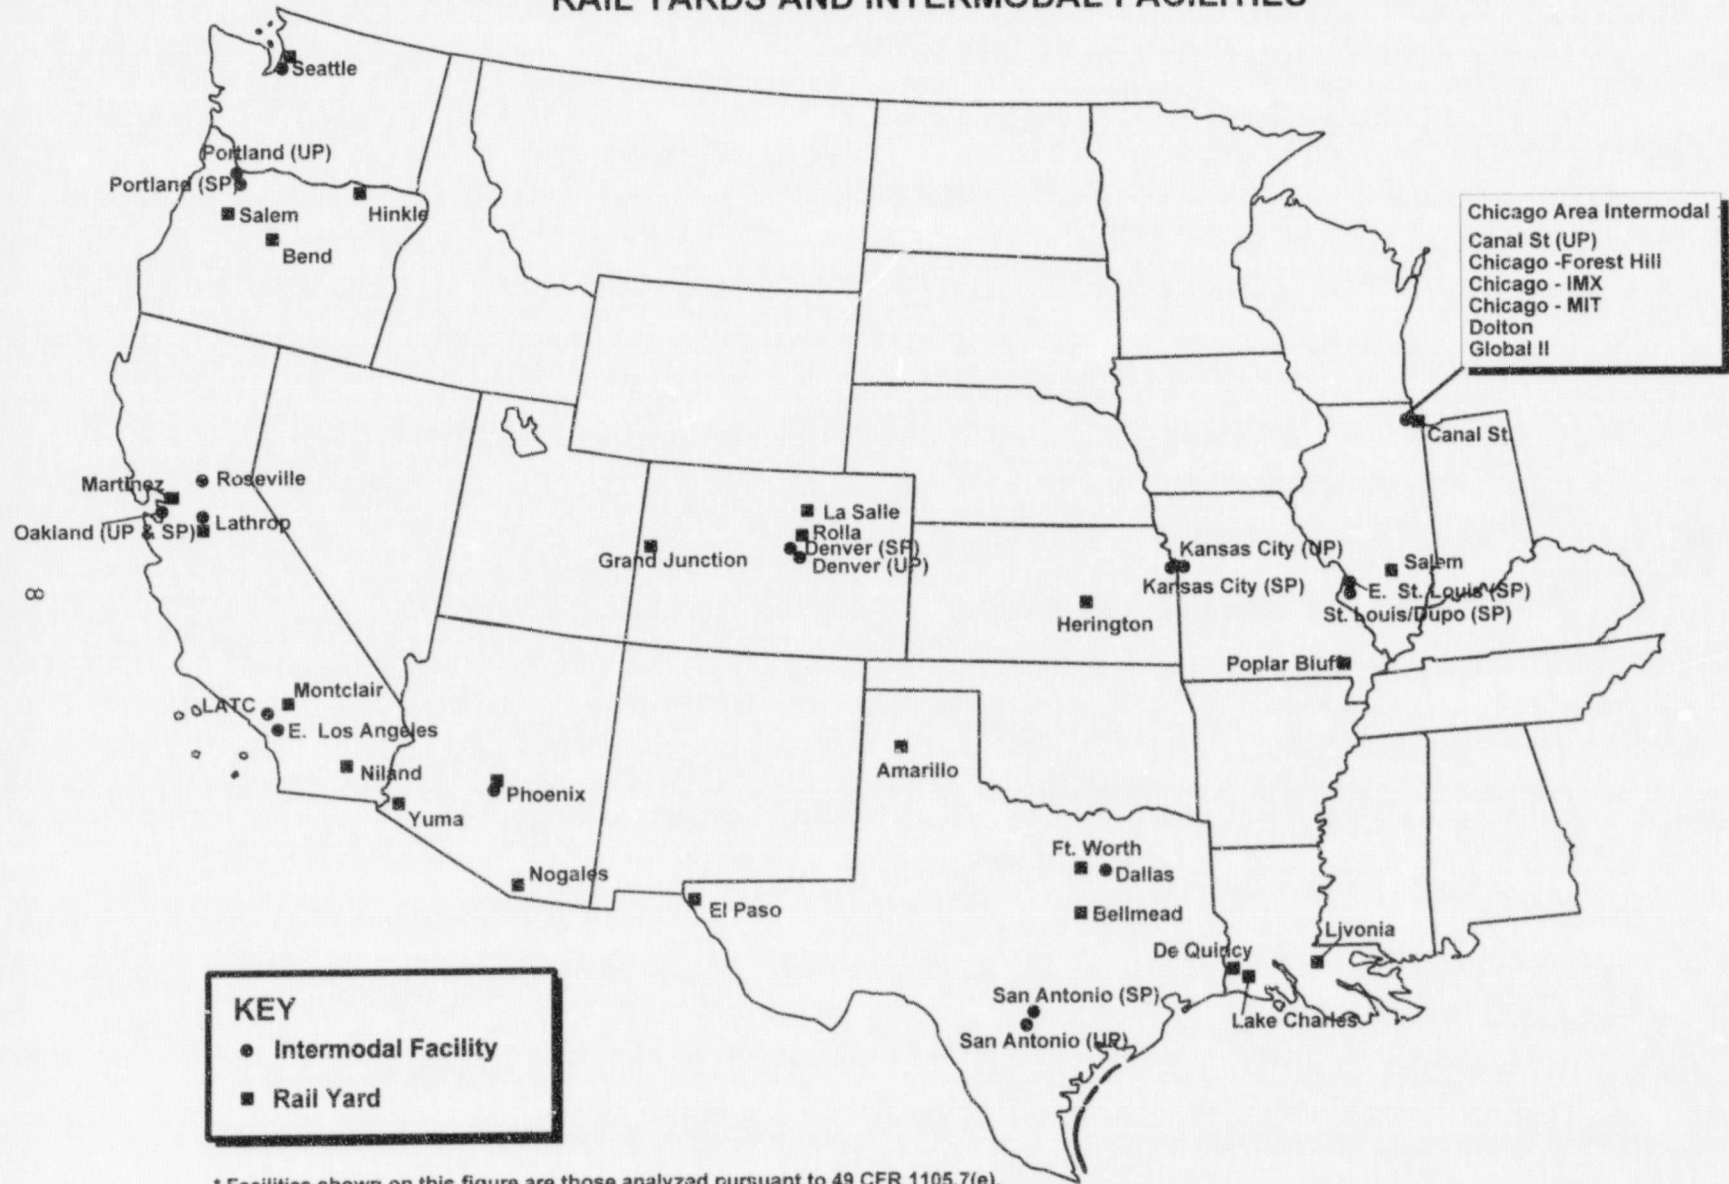 RAIL YARDS AND INTERMODAL FACILITIES
Seattle
Portland (UP)
Portland (SP)
Salem
Hinkle
Bend
Chicago Area Intermodal :
Canal St (UP)
Chicago -Forest Hill
Chicago - IMX
Chicago - MIT
Dolton
Global II
Canal St.
Martinez
Roseville
Oakland (UP & SP)
Lathrop
La Salle
Rolla
Denver (SP)
Denver (UP)
Grand Junction
Kansas City (UP)
Kansas City (SP)
Salem
E. St. Louis (SP)
St. Louis/Dupo (SP)
8
Herington
Poplar Bluff
Montclair
LATC
E. Los Angeles
Niland
Yuma
Phoenix
Nogales
Amarillo
El Paso
Ft. Worth
Dallas
Bellmead
De Quincy
Livonia
Lake Charles
San Antonio (SP)
San Antonio (UP)
KEY
Intermodal Facility
Rail Yard
* Facilities shown on this figure are those analyzed pursuant to 49 CFR 1105.7(e).